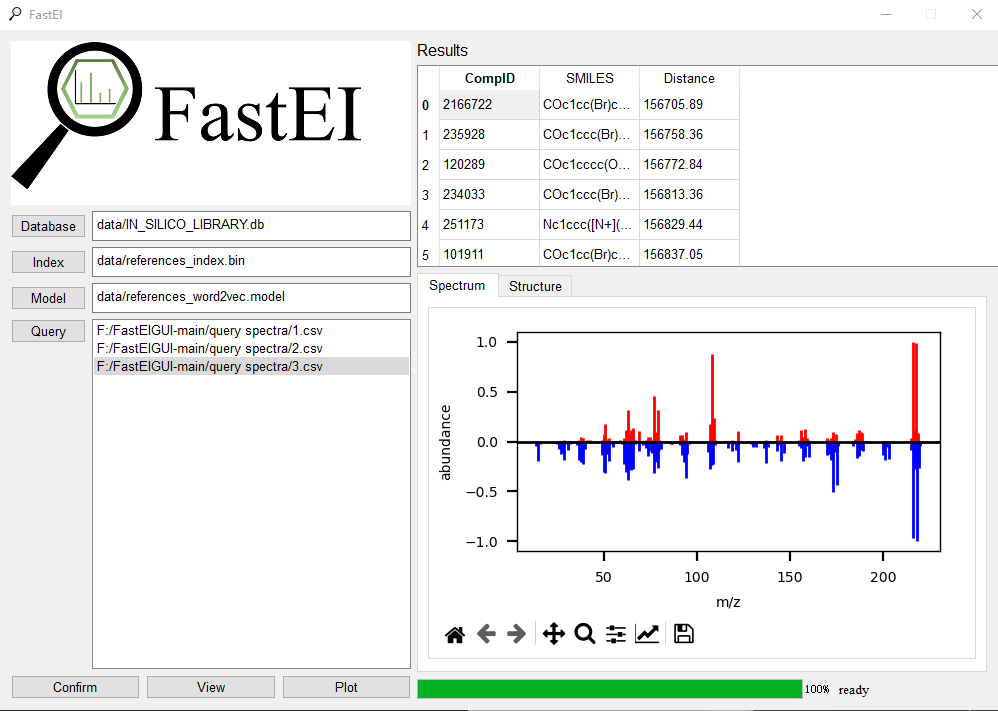 FastEI
FastEI
Database
data/IN_SILICO_LIBRARY.db
Index
data/references_index.bin
Model
data/references_word2vec.model
Query
F:/FastEIGUI-main/query spectra/1.csv
F:/FastEIGUI-main/query spectra/2.csv
F:/FastEIGUI-main/query spectra/3.csv
Confirm View Plot
Results
CompID SMILES Distance
0 2166722 COc1cc(Br)c... 156705.89
1 235928 COc1ccc(Br)... 156758.36
2 120289 COc1cccc(O... 156772.84
3 234033 COc1ccc(Br)... 156813.36
4 251173 Nc1ccc([N+](... 156829.44
5 101911 COc1cc(Br)c... 156837.05
Spectrum Structure
abundance
1.0
0.5
0.0
−0.5
−1.0
50 100 150 200
m/z
100% ready